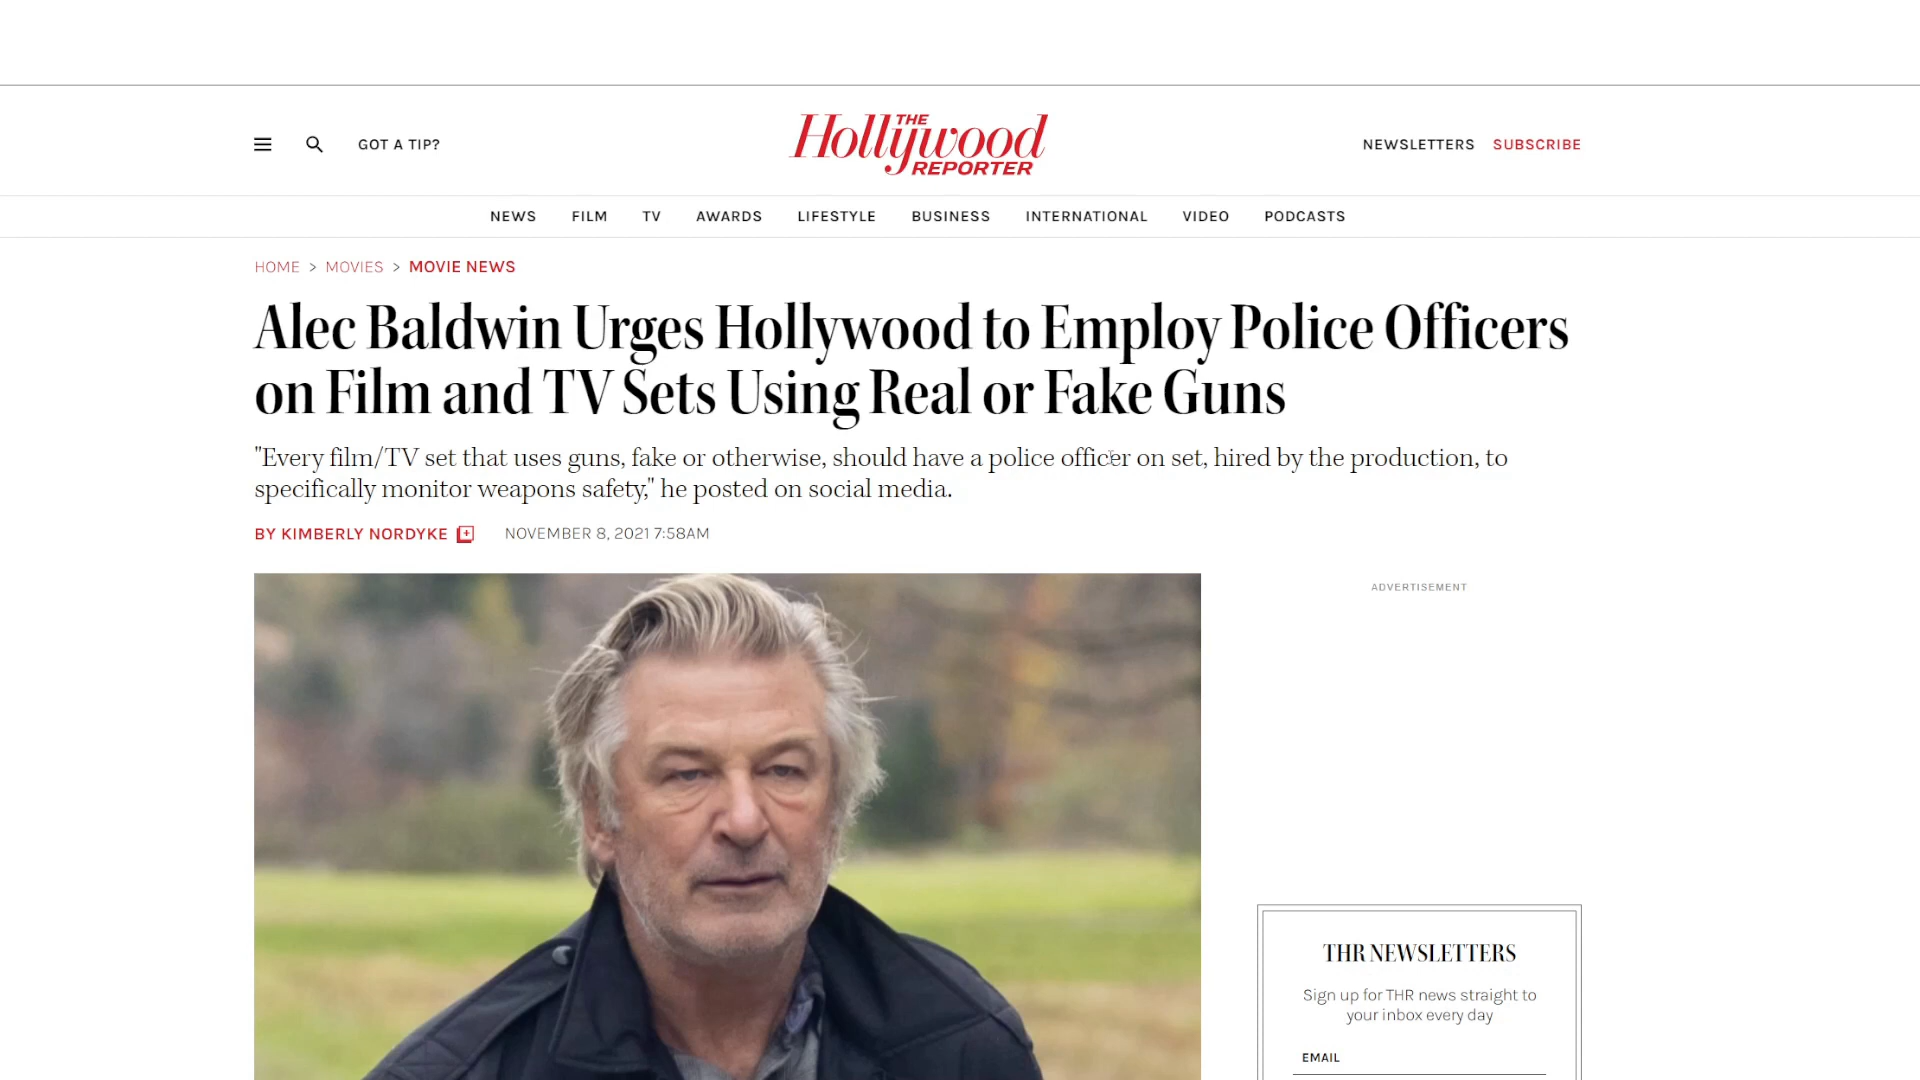 GOT A TIP?
THE
Hollywood
REPORTER
NEWSLETTERS SUBSCRIBE
NEWS FILM TV AWARDS LIFESTYLE BUSINESS INTERNATIONAL VIDEO PODCASTS
HOME > MOVIES > MOVIE NEWS
Alec Baldwin Urges Hollywood to Employ Police Officers
on Film and TV Sets Using Real or Fake Guns
"Every film/TV set that uses guns, fake or otherwise, should have a police officer on set, hired by the production, to
specifically monitor weapons safety," he posted on social media.
BY KIMBERLY NORDYKE NOVEMBER 8, 2021 7:58AM
ADVERTISEMENT
THR NEWSLETTERS
Sign up for THR news straight to
your inbox every day
EMAIL